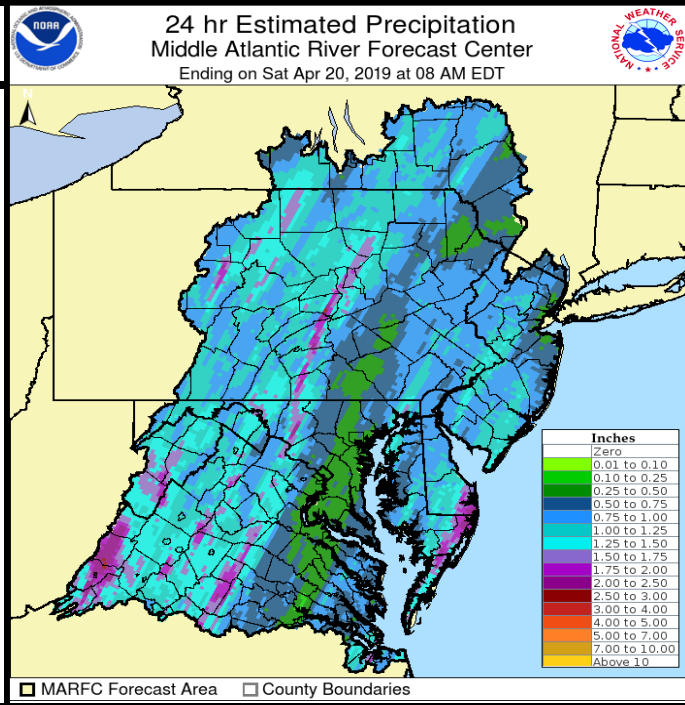 24 hr Estimated Precipitation
Middle Atlantic River Forecast Center
Ending on Sat Apr 20, 2019 at 08 AM EDT
NOAA
NATIONAL WEATHER SERVICE
N
Inches
Zero
0.01 to 0.10
0.10 to 0.25
0.25 to 0.50
0.50 to 0.75
0.75 to 1.00
1.00 to 1.25
1.25 to 1.50
1.50 to 1.75
1.75 to 2.00
2.00 to 2.50
2.50 to 3.00
3.00 to 4.00
4.00 to 5.00
5.00 to 7.00
7.00 to 10.00
Above 10
MARFC Forecast Area
County Boundaries